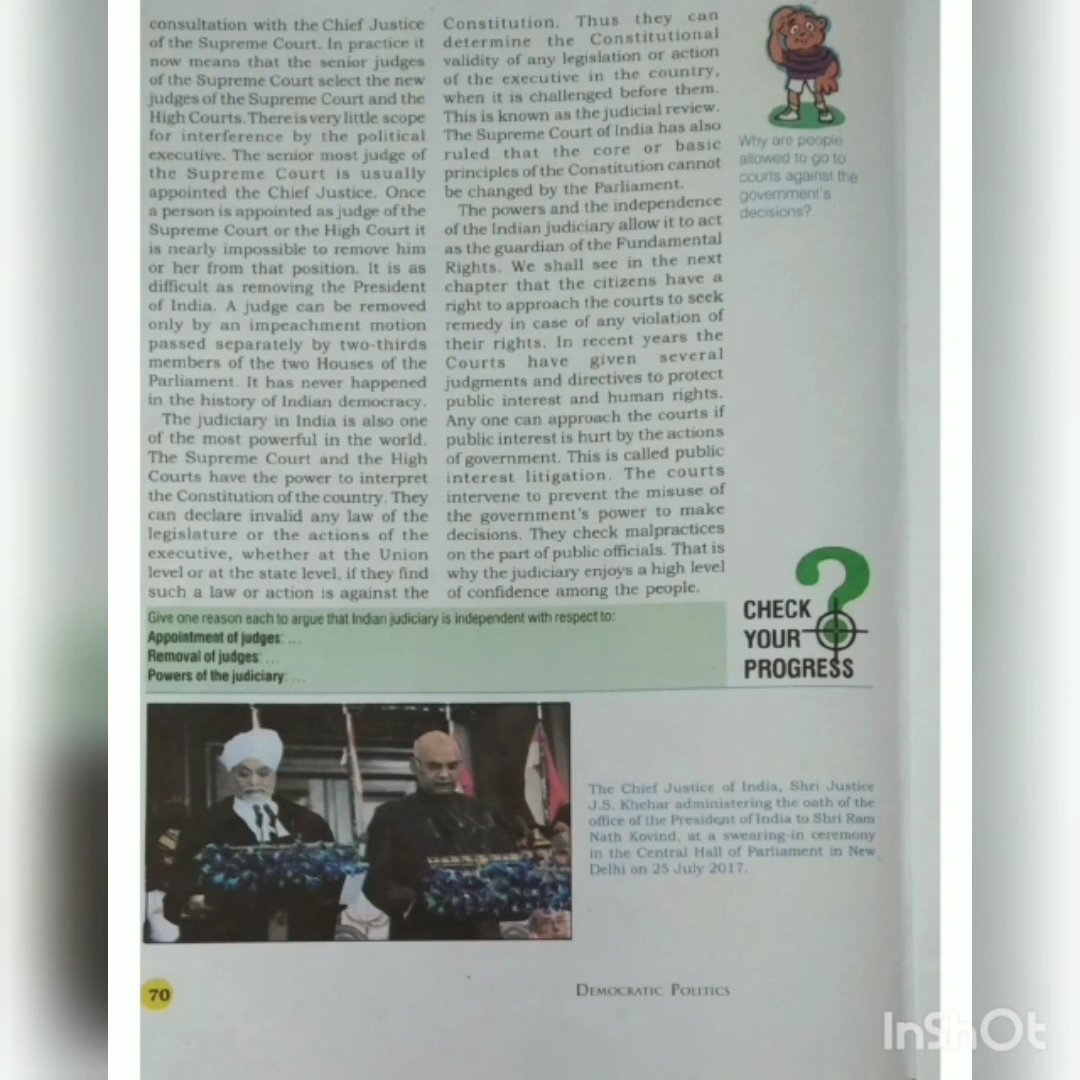 consultation with the Chief Justice
of the Supreme Court. In practice it
now means that the senior judges
of the Supreme Court select the new
judges of the Supreme Court and the
High Courts. There is very little scope
for interference by the political
executive. The senior most judge of
the Supreme Court is usually
appointed the Chief Justice. Once
a person is appointed as judge of the
Supreme Court or the High Court it
is nearly impossible to remove him
or her from that position. It is as
difficult as removing the President
of India. A judge can be removed
only by an impeachment motion
passed separately by two-thirds
members of the two Houses of the
Parliament. It has never happened
in the history of Indian democracy.
The judiciary in India is also one
of the most powerful in the world.
The Supreme Court and the High
Courts have the power to interpret
the Constitution of the country. They
can declare invalid any law of the
legislature or the actions of the
executive, whether at the Union
level or at the state level, if they find
such a law or action is against the
Constitution. Thus they can
determine the Constitutional
validity of any legislation or action
of the executive in the country,
when it is challenged before them.
This is known as the judicial review.
The Supreme Court of India has also
ruled that the core or basic
principles of the Constitution cannot
be changed by the Parliament.
The powers and the independence
of the Indian judiciary allow it to act
as the guardian of the Fundamental
Rights. We shall see in the next
chapter that the citizens have a
right to approach the courts to seek
remedy in case of any violation of
their rights. In recent years the
Courts have given several
judgments and directives to protect
public interest and human rights.
Any one can approach the courts if
public interest is hurt by the actions
of government. This is called public
interest litigation. The courts
intervene to prevent the misuse of
the government's power to make
decisions. They check malpractices
on the part of public officials. That is
why the judiciary enjoys a high level
of confidence among the people.
Why are people
allowed to go to
courts against the
government's
decisions?
Give one reason each to argue that Indian judiciary is independent with respect to:
Appointment of judges: ...
Removal of judges: ...
Powers of the judiciary: ...
?
CHECK
YOUR
PROGRESS
The Chief Justice of India, Shri Justice
J.S. Khehar administering the oath of the
office of the President of India to Shri Ram
Nath Kovind, at a swearing-in ceremony
in the Central Hall of Parliament in New
Delhi on 25 July 2017.
70
DEMOCRATIC POLITICS
InShOt